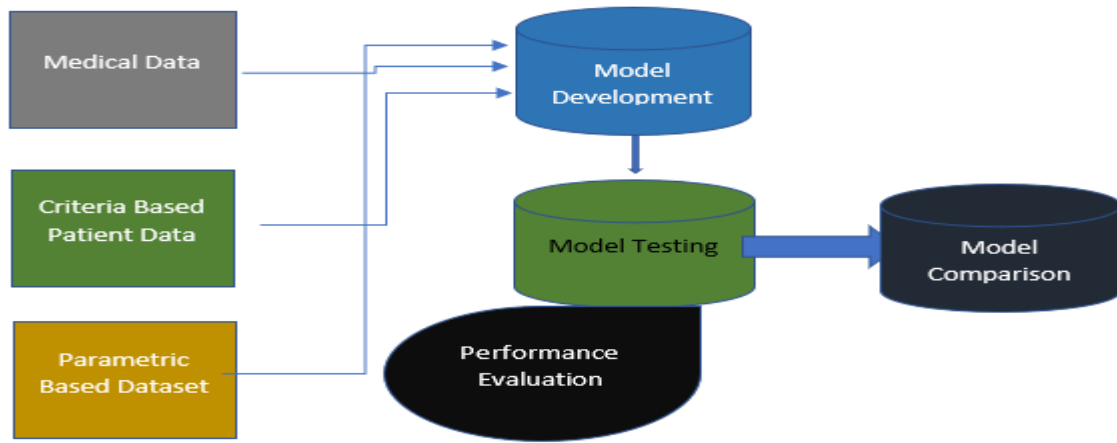 Medical Data
Model
Development
Criteria Based
Patient Data
Model Testing
Model
Comparison
Parametric
Based Dataset
Performance
Evaluation